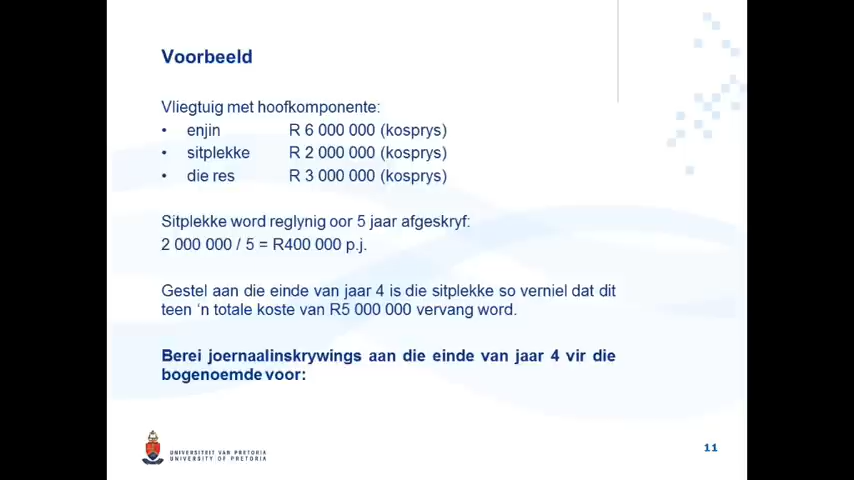 Voorbeeld
Vliegtuig met hoofkomponente:
• enjin R 6 000 000 (kosprys)
• sitplekke R 2 000 000 (kosprys)
• die res R 3 000 000 (kosprys)
Sitplekke word reglynig oor 5 jaar afgeskryf:
2 000 000 / 5 = R400 000 p.j.
Gestel aan die einde van jaar 4 is die sitplekke so verniel dat dit
teen ‘n totale koste van R5 000 000 vervang word.
Berei joernaalinskrywings aan die einde van jaar 4 vir die
bogenoemde voor:
UNIVERSITEIT VAN PRETORIA
UNIVERSITY OF PRETORIA
11